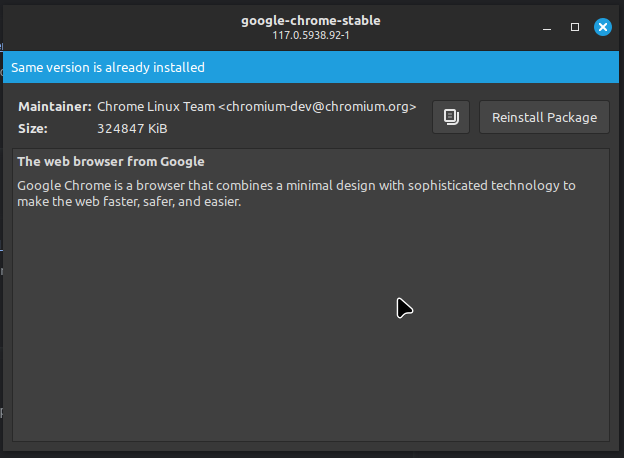 google-chrome-stable
117.0.5938.92-1
Same version is already installed
Maintainer: Chrome Linux Team <chromium-dev@chromium.org>
Size: 324847 KiB
Reinstall Package
The web browser from Google
Google Chrome is a browser that combines a minimal design with sophisticated technology to
make the web faster, safer, and easier.